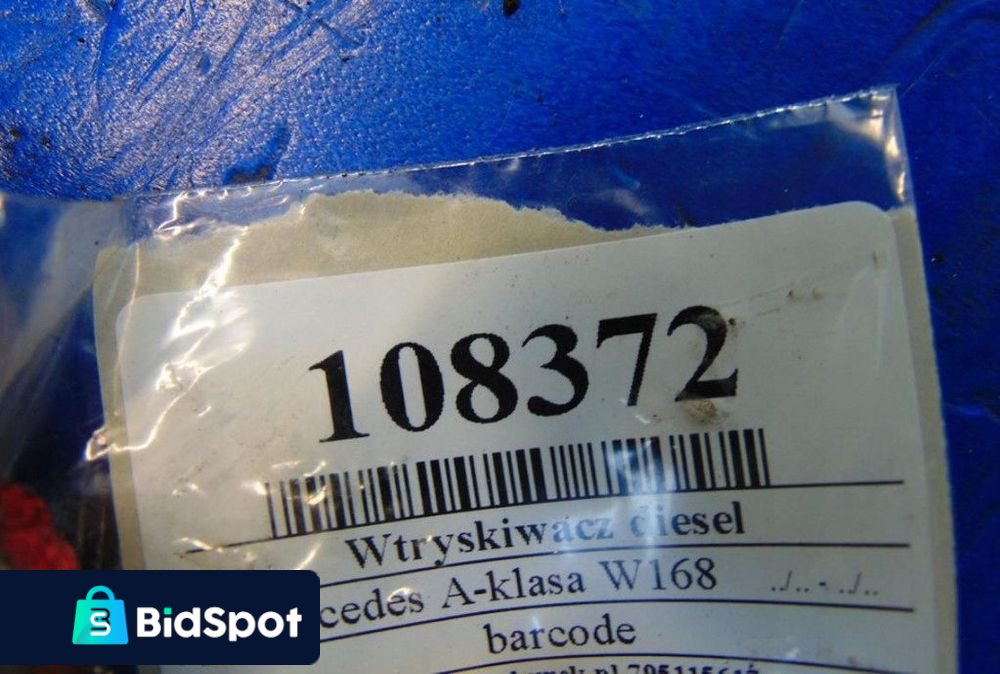 108372
Wtryskiwacz diesel
cedes A-klasa W168 ../.. - ../..
barcode
BidSpot